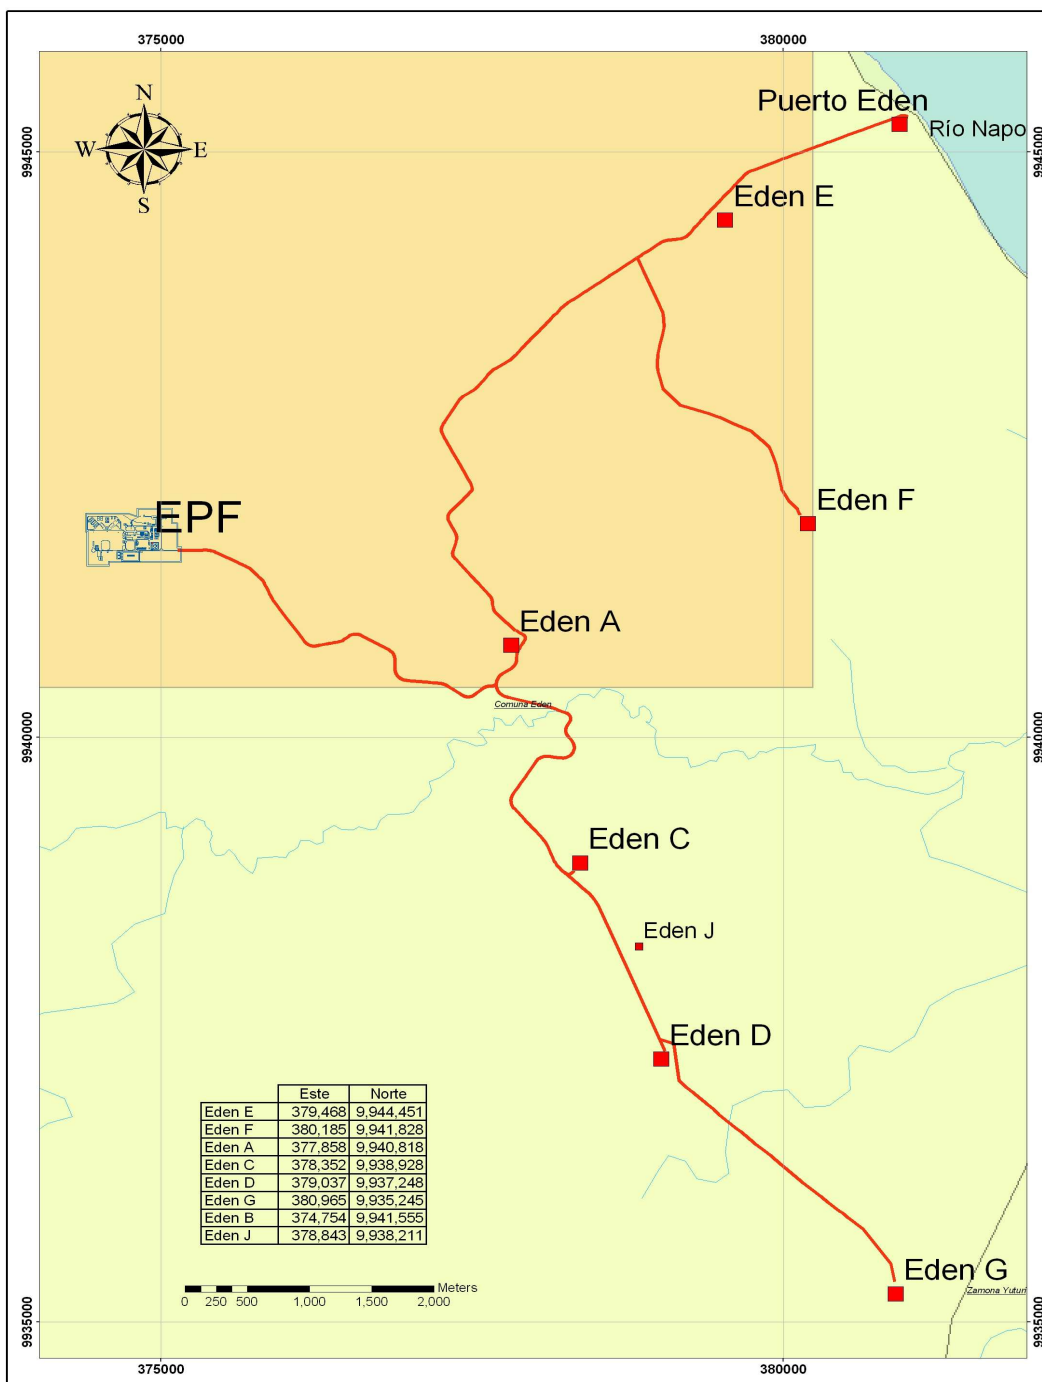 375000
380000
N
W
E
S
9945000
9945000
Puerto Eden
Río Napo
Eden E
EPF
Eden F
Eden A
Comuna Eden
9940000
9940000
Eden C
Eden J
Eden D
Este Norte
Eden E 379,468 9,944,451
Eden F 380,185 9,941,828
Eden A 377,858 9,940,818
Eden C 378,352 9,938,928
Eden D 379,037 9,937,248
Eden G 380,965 9,935,245
Eden B 374,754 9,941,555
Eden J 378,843 9,938,211
Eden G
Zamona Yuturi
Meters
0 250 500 1,000 1,500 2,000
9935000
9935000
375000
380000